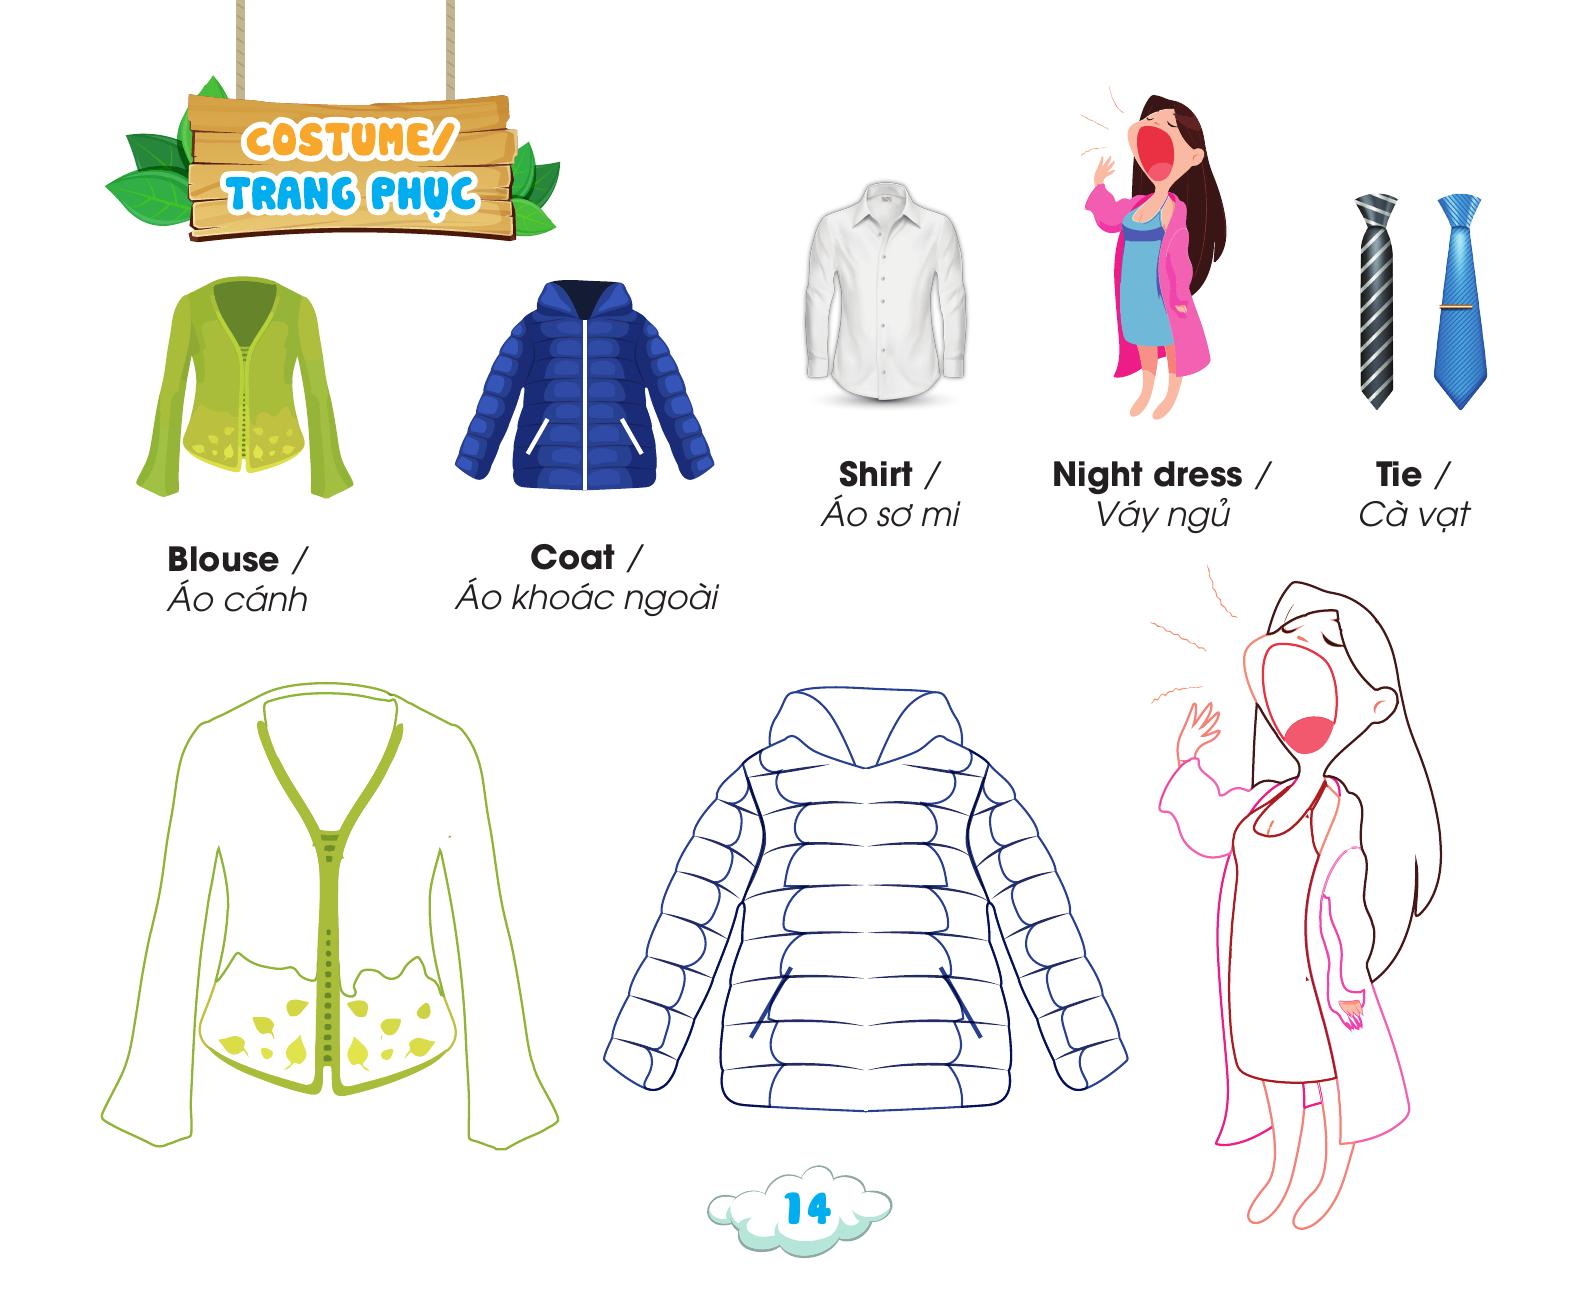 COSTUME/
TRANG PHỤC
Blouse /
Áo cánh
Coat /
Áo khoác ngoài
Shirt /
Áo sơ mi
Night dress /
Váy ngủ
Tie /
Cà vạt
14